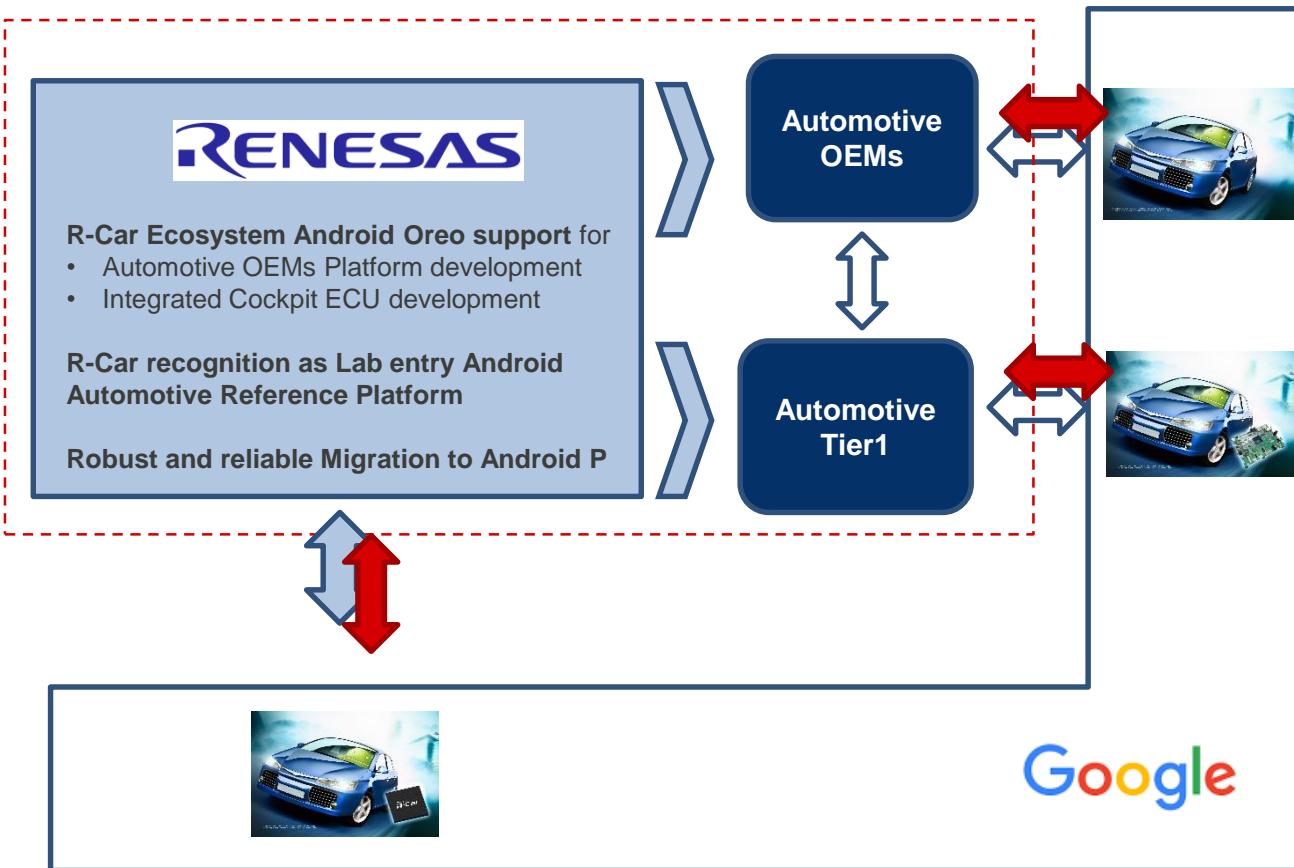 RENESAS
R-Car Ecosystem Android Oreo support for
• Automotive OEMs Platform development
• Integrated Cockpit ECU development
R-Car recognition as Lab entry Android
Automotive Reference Platform
Robust and reliable Migration to Android P
Automotive
OEMs
Automotive
Tier1
Google